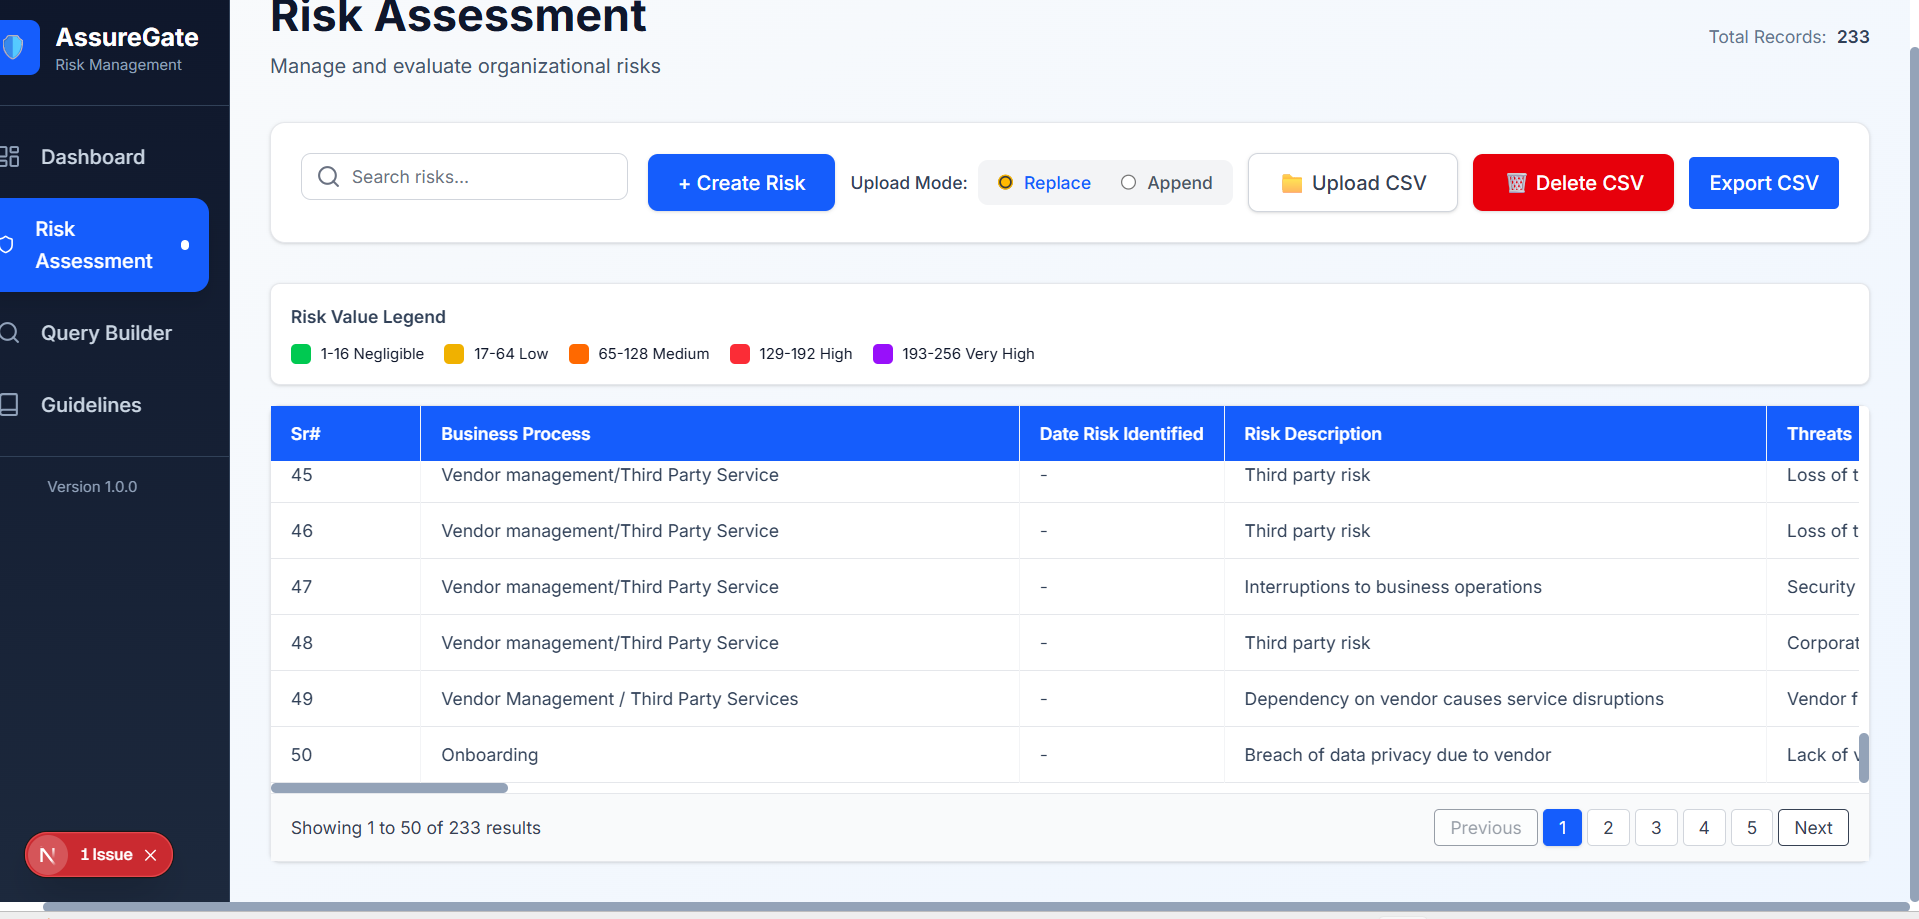 AssureGate
Risk Management
Dashboard
Risk
Assessment
Query Builder
Guidelines
Version 1.0.0
N 1 Issue
Risk Assessment
Manage and evaluate organizational risks
Total Records: 233
Search risks...
+ Create Risk
Upload Mode: Replace Append
Upload CSV
Delete CSV
Export CSV
Risk Value Legend
1-16 Negligible 17-64 Low 65-128 Medium 129-192 High 193-256 Very High
Sr# Business Process Date Risk Identified Risk Description Threats
45 Vendor management/Third Party Service - Third party risk Loss of t
46 Vendor management/Third Party Service - Third party risk Loss of t
47 Vendor management/Third Party Service - Interruptions to business operations Security
48 Vendor management/Third Party Service - Third party risk Corporat
49 Vendor Management / Third Party Services - Dependency on vendor causes service disruptions Vendor f
50 Onboarding - Breach of data privacy due to vendor Lack of v
Showing 1 to 50 of 233 results
Previous 1 2 3 4 5 Next